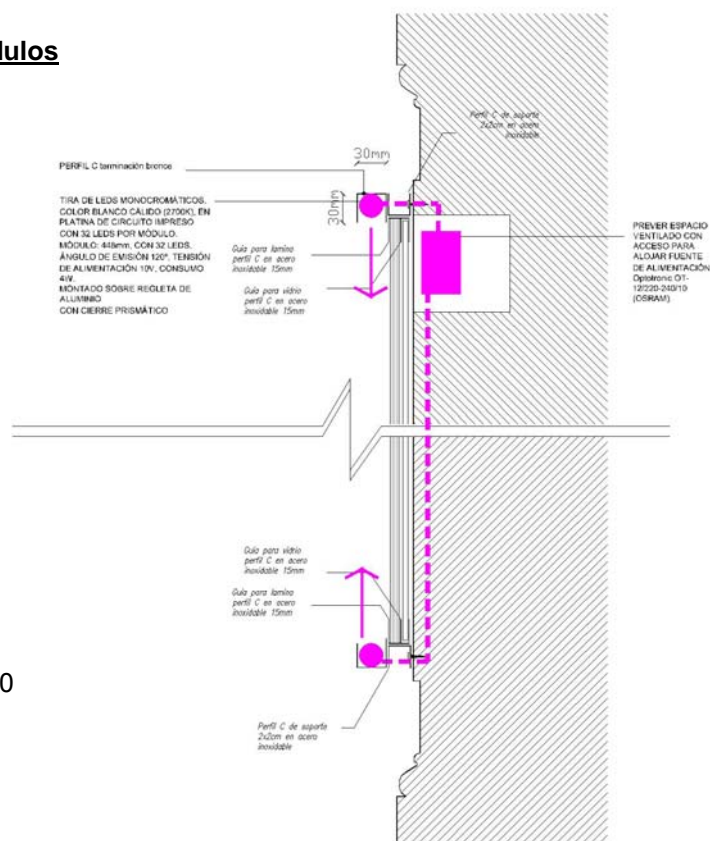 dulos
Perfil C de soporte
2x2cm en acero
inoxidable
30mm
30mm
PERFIL C terminación bronce
TIRA DE LEDS MONOCROMÁTICOS.
COLOR BLANCO CÁLIDO (2700K), EN
PLATINA DE CIRCUITO IMPRESO
CON 32 LEDS POR MÓDULO.
MÓDULO: 448mm, CON 32 LEDS.
ÁNGULO DE EMISIÓN 120º, TENSIÓN
DE ALIMENTACIÓN 10V, CONSUMO
4W.
MONTADO SOBRE REGLETA DE
ALUMINIO
CON CIERRE PRISMÁTICO
Guía para lamina
perfil C en acero
inoxidable 15mm
Guía para vidrio
perfil C en acero
inoxidable 15mm
PREVER ESPACIO
VENTILADO CON
ACCESO PARA
ALOJAR FUENTE
DE ALIMENTACIÓN
Optotronic OT-
12/220-240/10
(OSRAM)
Guía para vidrio
perfil C en acero
inoxidable 15mm
Guía para lamina
perfil C en acero
inoxidable 15mm
0
Perfil C de soporte
2x2cm en acero
inoxidable